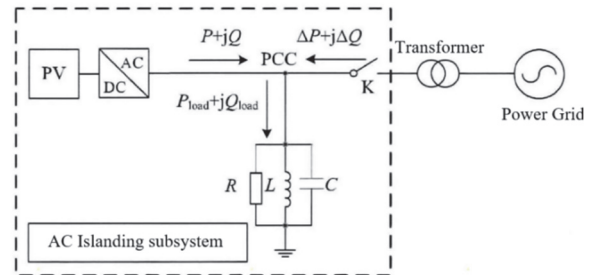 P+jQ
ΔP+jΔQ
Transformer
PV
AC
DC
PCC
K
Pload+jQload
Power Grid
R
L
C
AC Islanding subsystem